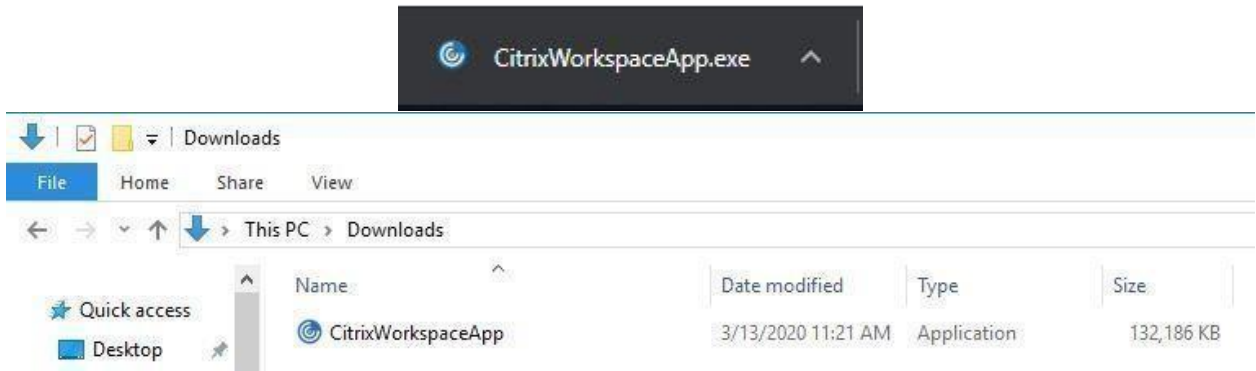 CitrixWorkspaceApp.exe
Downloads
File Home Share View
This PC Downloads
Name Date modified Type Size
Quick access
CitrixWorkspaceApp 3/13/2020 11:21 AM Application 132,186 KB
Desktop